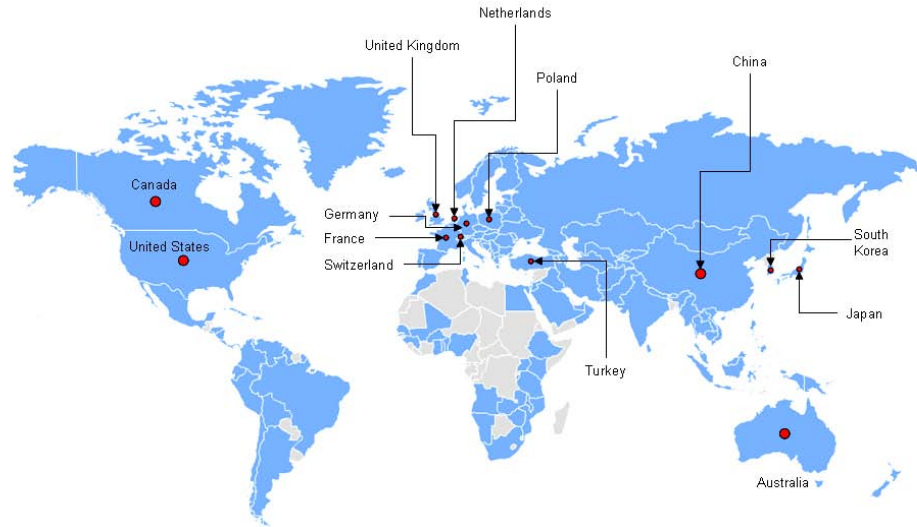 Netherlands
United Kingdom
China
Poland
Canada
Germany
United States
France
South
Korea
Switzerland
Japan
Turkey
Australia